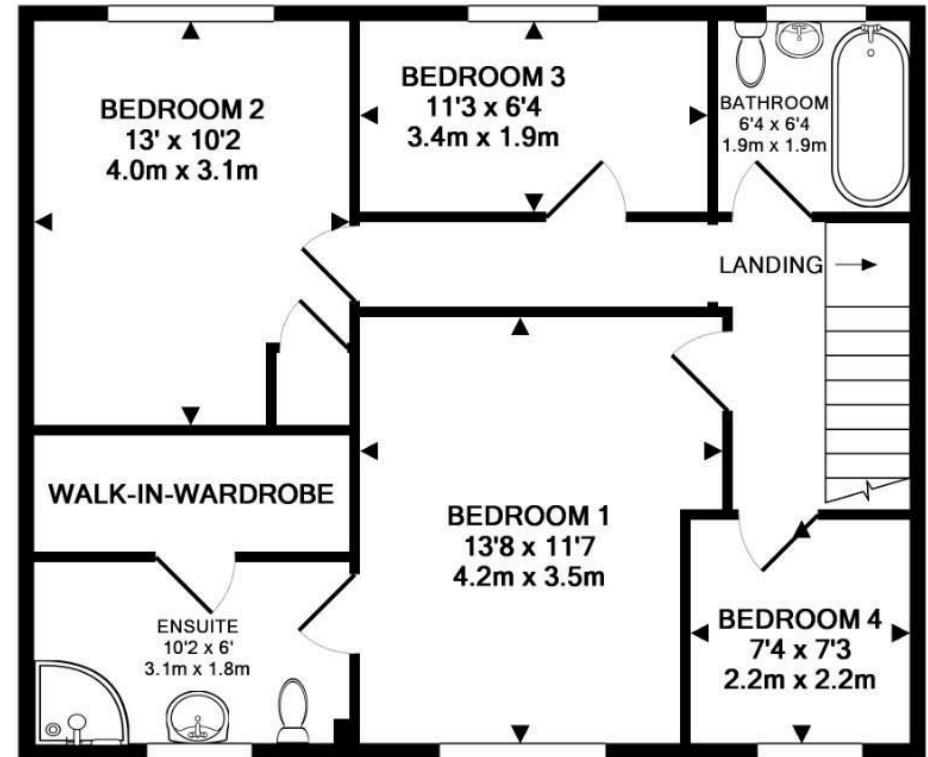 BEDROOM 2
13' x 10'2
4.0m x 3.1m
BEDROOM 3
11'3 x 6'4
3.4m x 1.9m
BATHROOM
6'4 x 6'4
1.9m x 1.9m
LANDING
WALK-IN-WARDROBE
BEDROOM 1
13'8 x 11'7
4.2m x 3.5m
ENSUITE
10'2 x 6'
3.1m x 1.8m
BEDROOM 4
7'4 x 7'3
2.2m x 2.2m